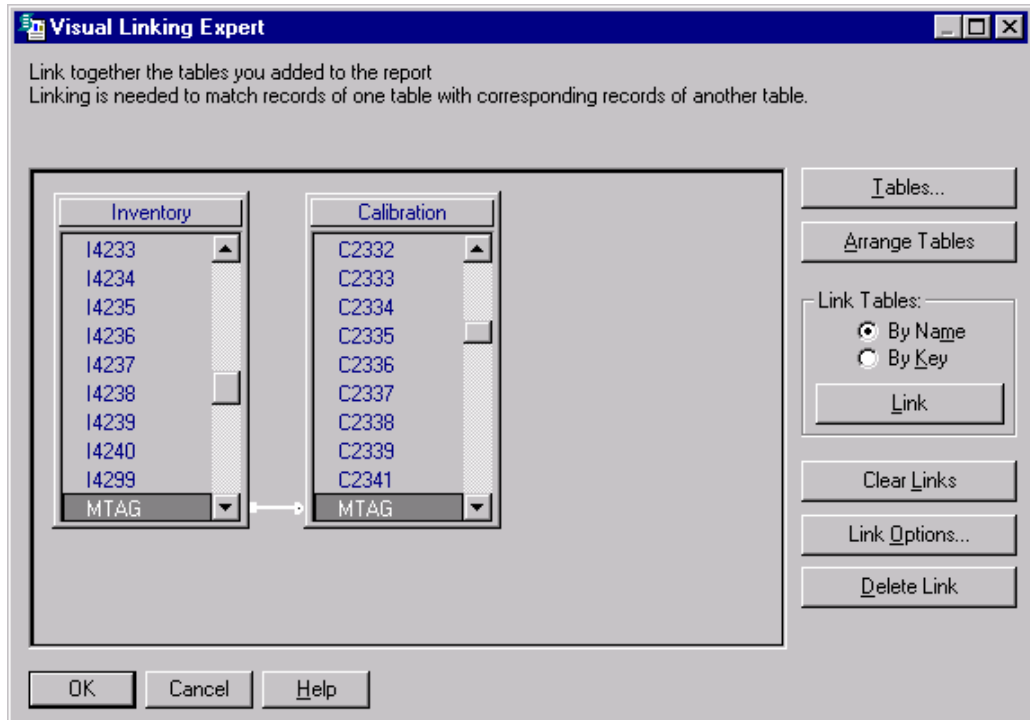 Visual Linking Expert
Link together the tables you added to the report
Linking is needed to match records of one table with corresponding records of another table.
Inventory
I4233
I4234
I4235
I4236
I4237
I4238
I4239
I4240
I4299
MTAG
Calibration
C2332
C2333
C2334
C2335
C2336
C2337
C2338
C2339
C2341
MTAG
Tables...
Arrange Tables
Link Tables:
By Name
By Key
Link
Clear Links
Link Options...
Delete Link
OK
Cancel
Help